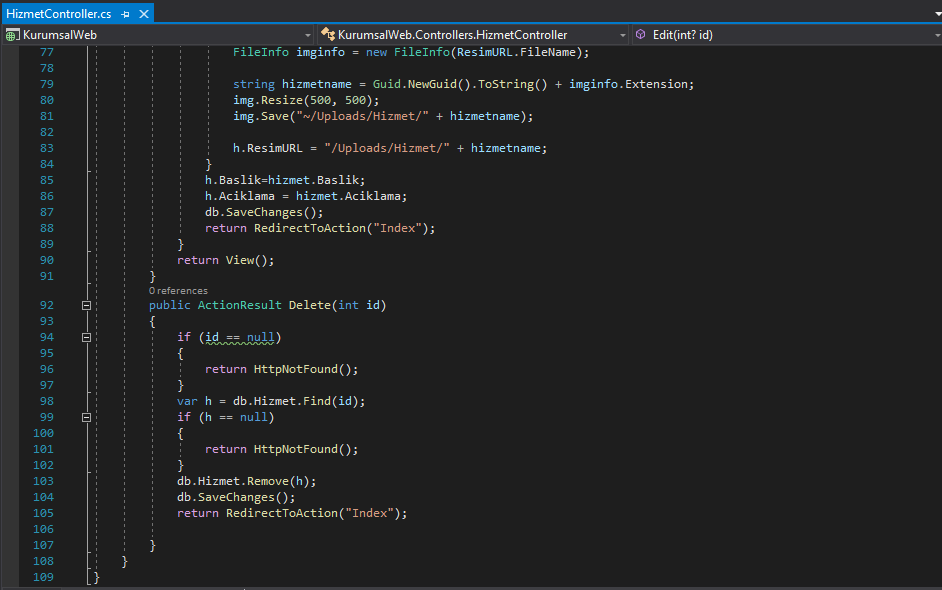 HizmetController.cs
KurumsalWeb KurumsalWeb.Controllers.HizmetController Edit(int? id)
77 FileInfo imginfo = new FileInfo(ResimURL.FileName);
78
79 string hizmetname = Guid.NewGuid().ToString() + imginfo.Extension;
80 img.Resize(500, 500);
81 img.Save("~/Uploads/Hizmet/" + hizmetname);
82
83 h.ResimURL = "/Uploads/Hizmet/" + hizmetname;
84 }
85 h.Baslik=hizmet.Baslik;
86 h.Aciklama = hizmet.Aciklama;
87 db.SaveChanges();
88 return RedirectToAction("Index");
89 }
90 return View();
91 }
0 references
92 public ActionResult Delete(int id)
93 {
94 if (id == null)
95 {
96 return HttpNotFound();
97 }
98 var h = db.Hizmet.Find(id);
99 if (h == null)
100 {
101 return HttpNotFound();
102 }
103 db.Hizmet.Remove(h);
104 db.SaveChanges();
105 return RedirectToAction("Index");
106
107 }
108 }
109 }